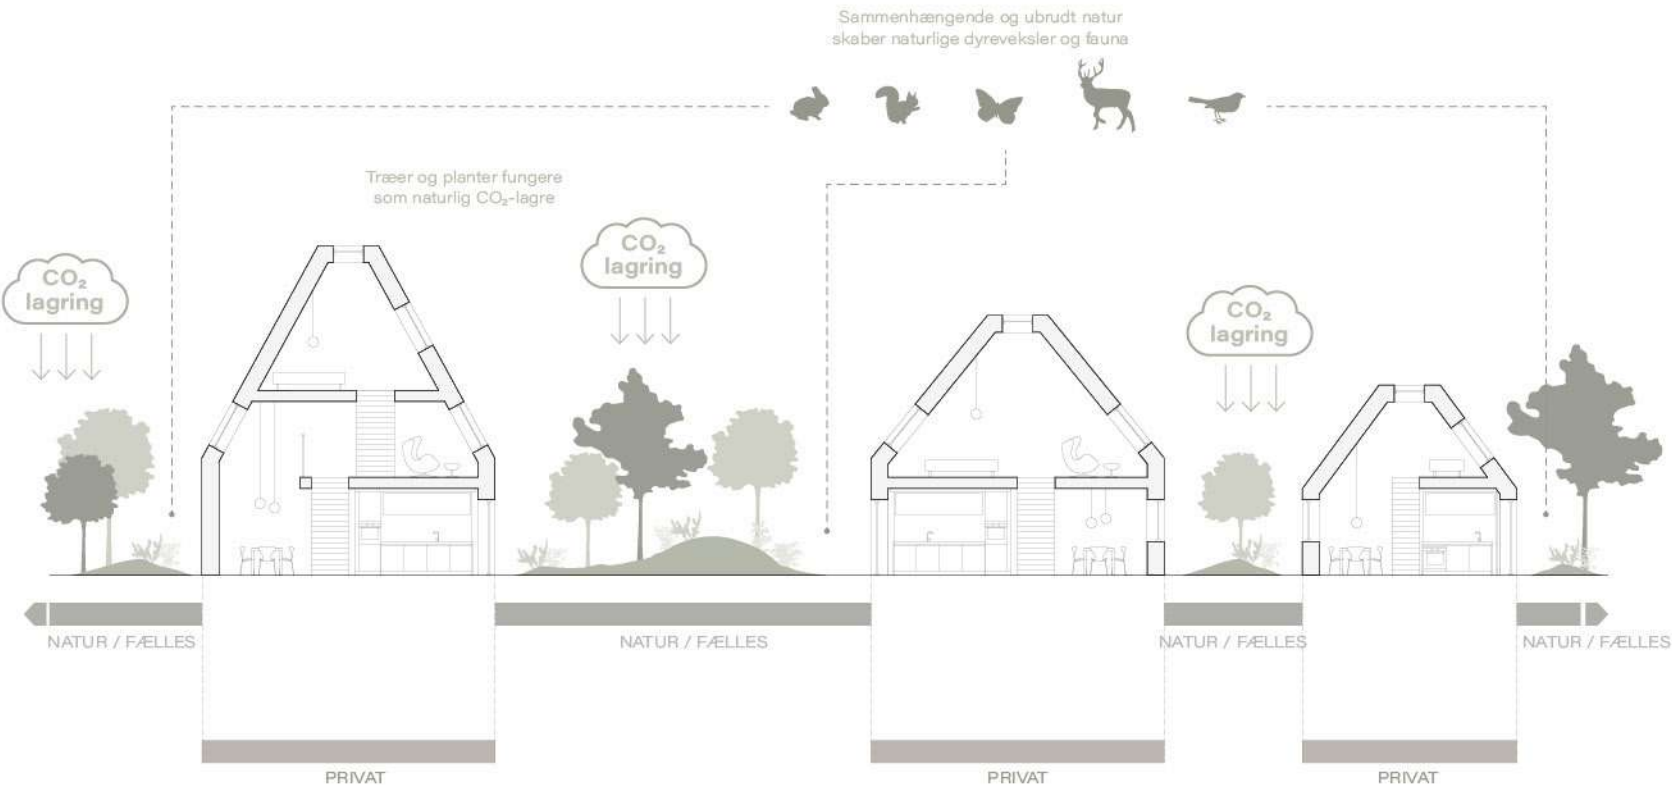 Sammenhængende og ubrudt natur
skaber naturlige dyreveksler og fauna
Træer og planter fungere
som naturlig CO₂-lagre
CO₂
lagring
CO₂
lagring
CO₂
lagring
NATUR / FÆLLES
NATUR / FÆLLES
NATUR / FÆLLES
NATUR / FÆLLES
PRIVAT
PRIVAT
PRIVAT